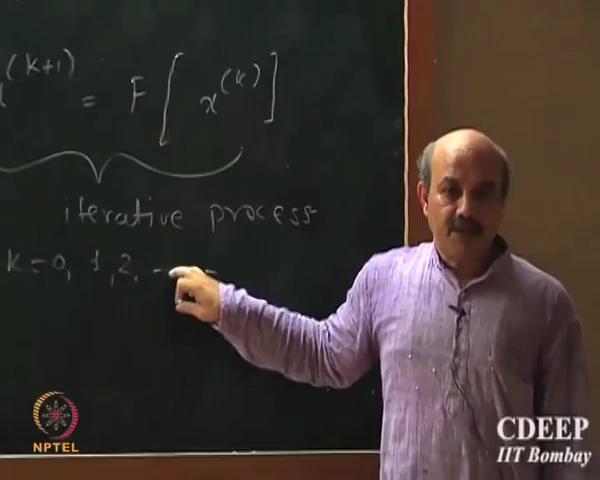 x^(k+1) = F [ x^(k) ]
iterative process
k = 0, 1, 2, - - -
NPTEL
CDEEP
IIT Bombay